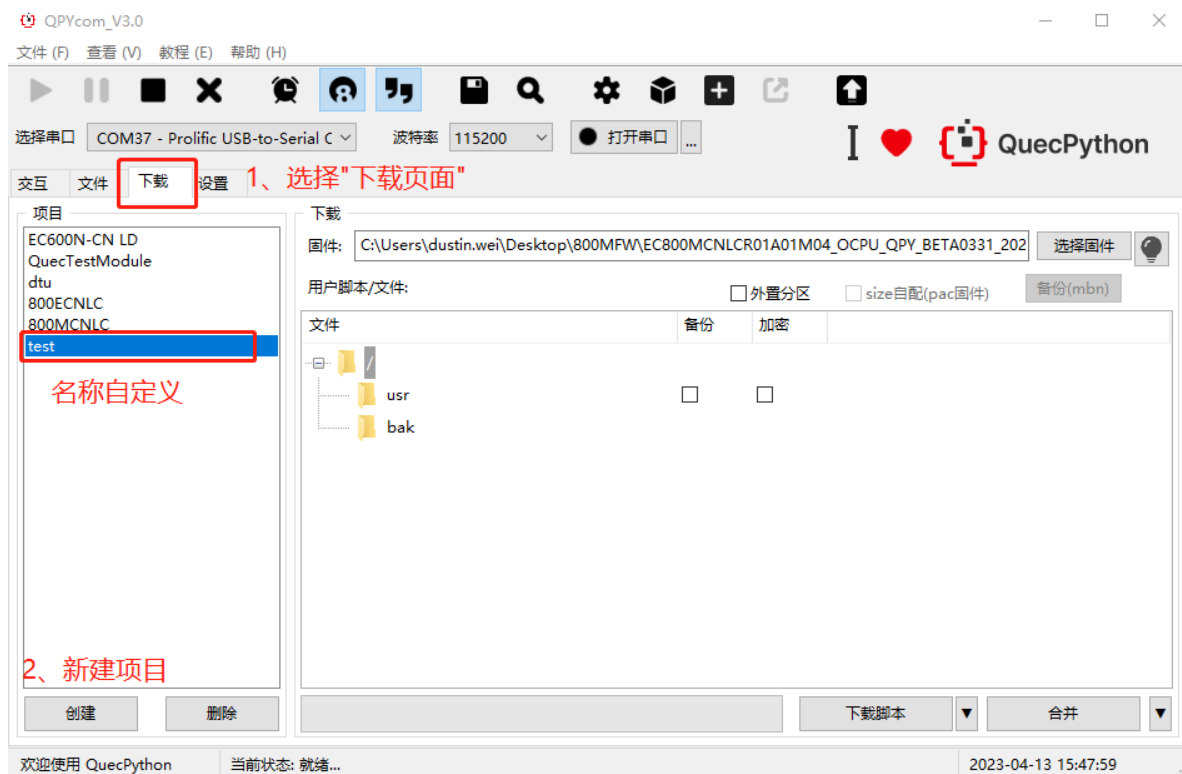 QPYcom_V3.0
文件 (F) 查看 (V) 教程 (E) 帮助 (H)
选择串口 COM37 - Prolific USB-to-Serial C 波特率 115200 打开串口 ... I QuecPython
交互 文件 下载 设置 1、选择"下载页面"
项目
EC600N-CN LD
QuecTestModule
dtu
800ECNLC
800MCNLC
test
名称自定义
2、新建项目
创建 删除
下载
固件: C:\Users\dustin.wei\Desktop\800MFW\EC800MCNLCR01A01M04_OCPU_QPY_BETA0331_202 选择固件
用户脚本/文件: 外置分区 size自配(pac固件) 备份(mbn)
文件 备份 加密
/
usr
bak
下载脚本 合并
欢迎使用 QuecPython 当前状态: 就绪... 2023-04-13 15:47:59